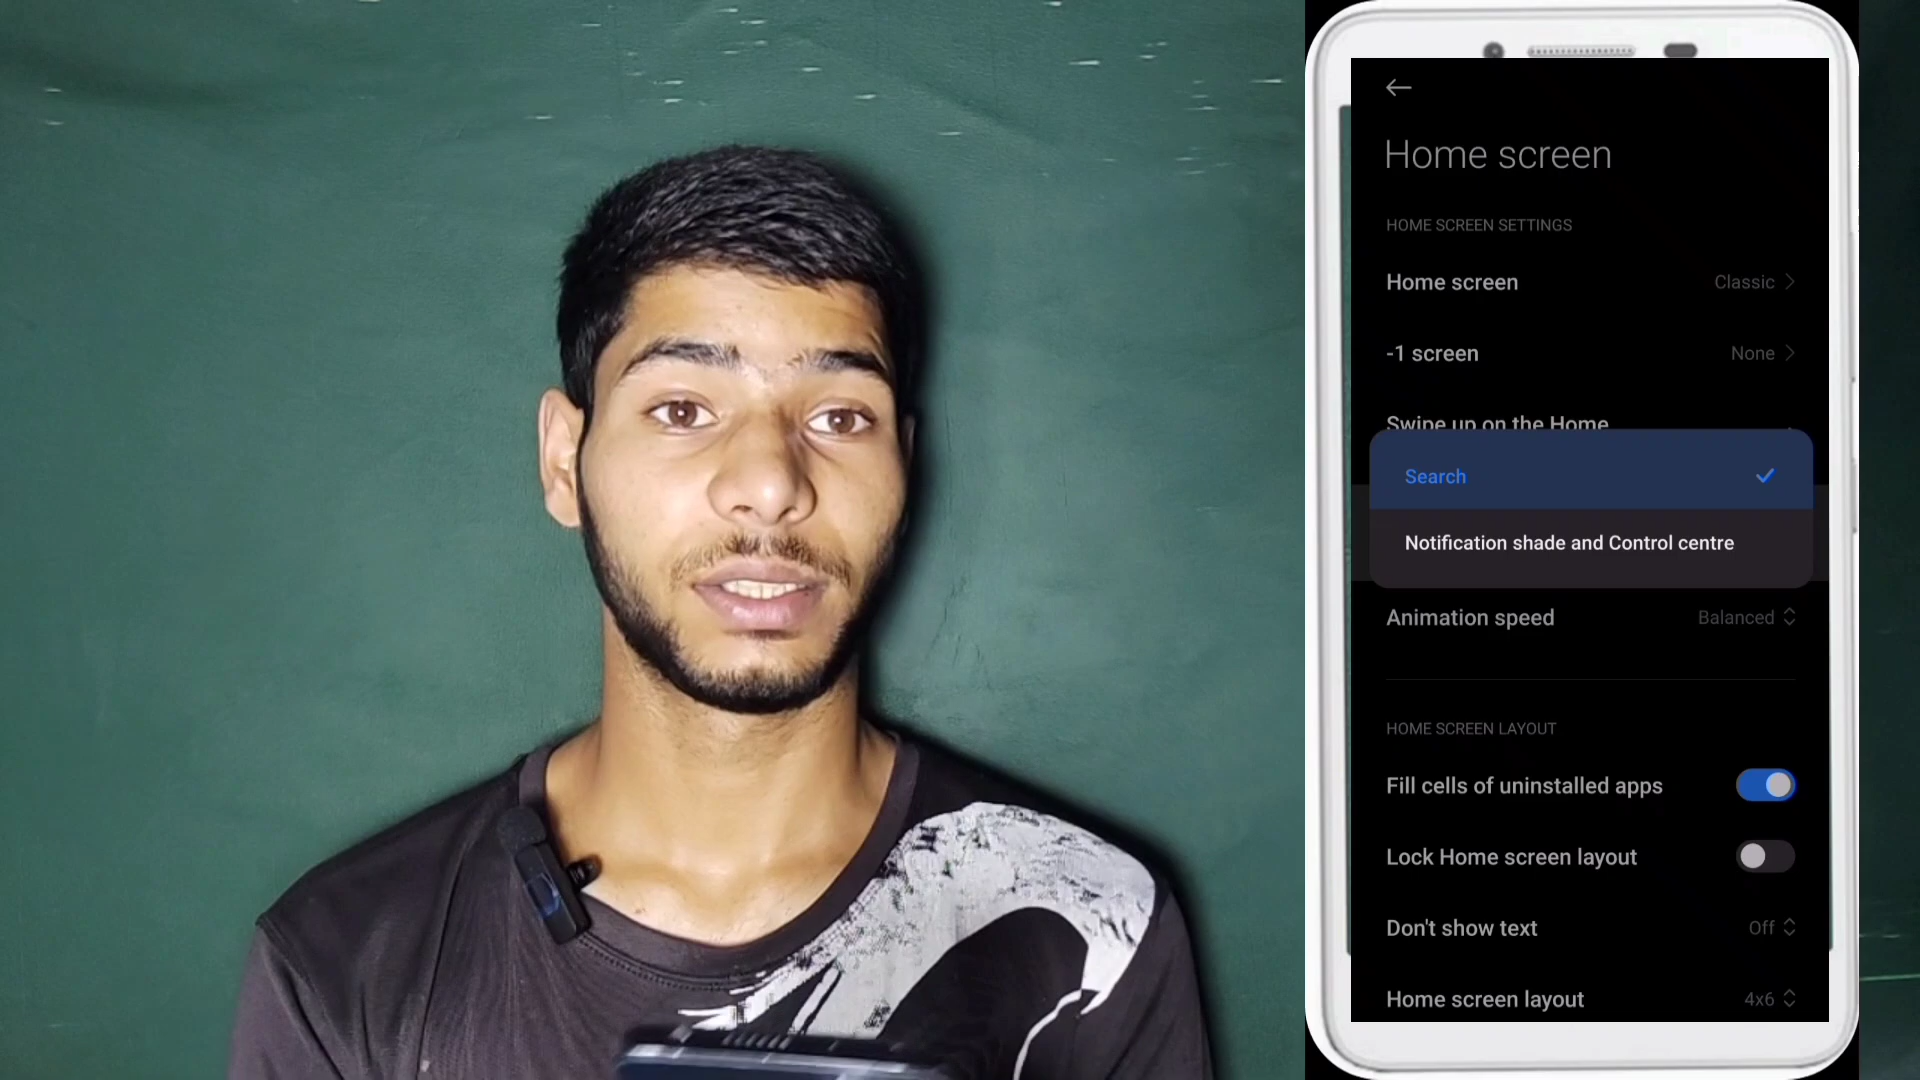 Home screen
HOME SCREEN SETTINGS
Home screen Classic
-1 screen None
Swipe up on the Home
Search
Notification shade and Control centre
Animation speed Balanced
HOME SCREEN LAYOUT
Fill cells of uninstalled apps
Lock Home screen layout
Don't show text Off
Home screen layout 4x6